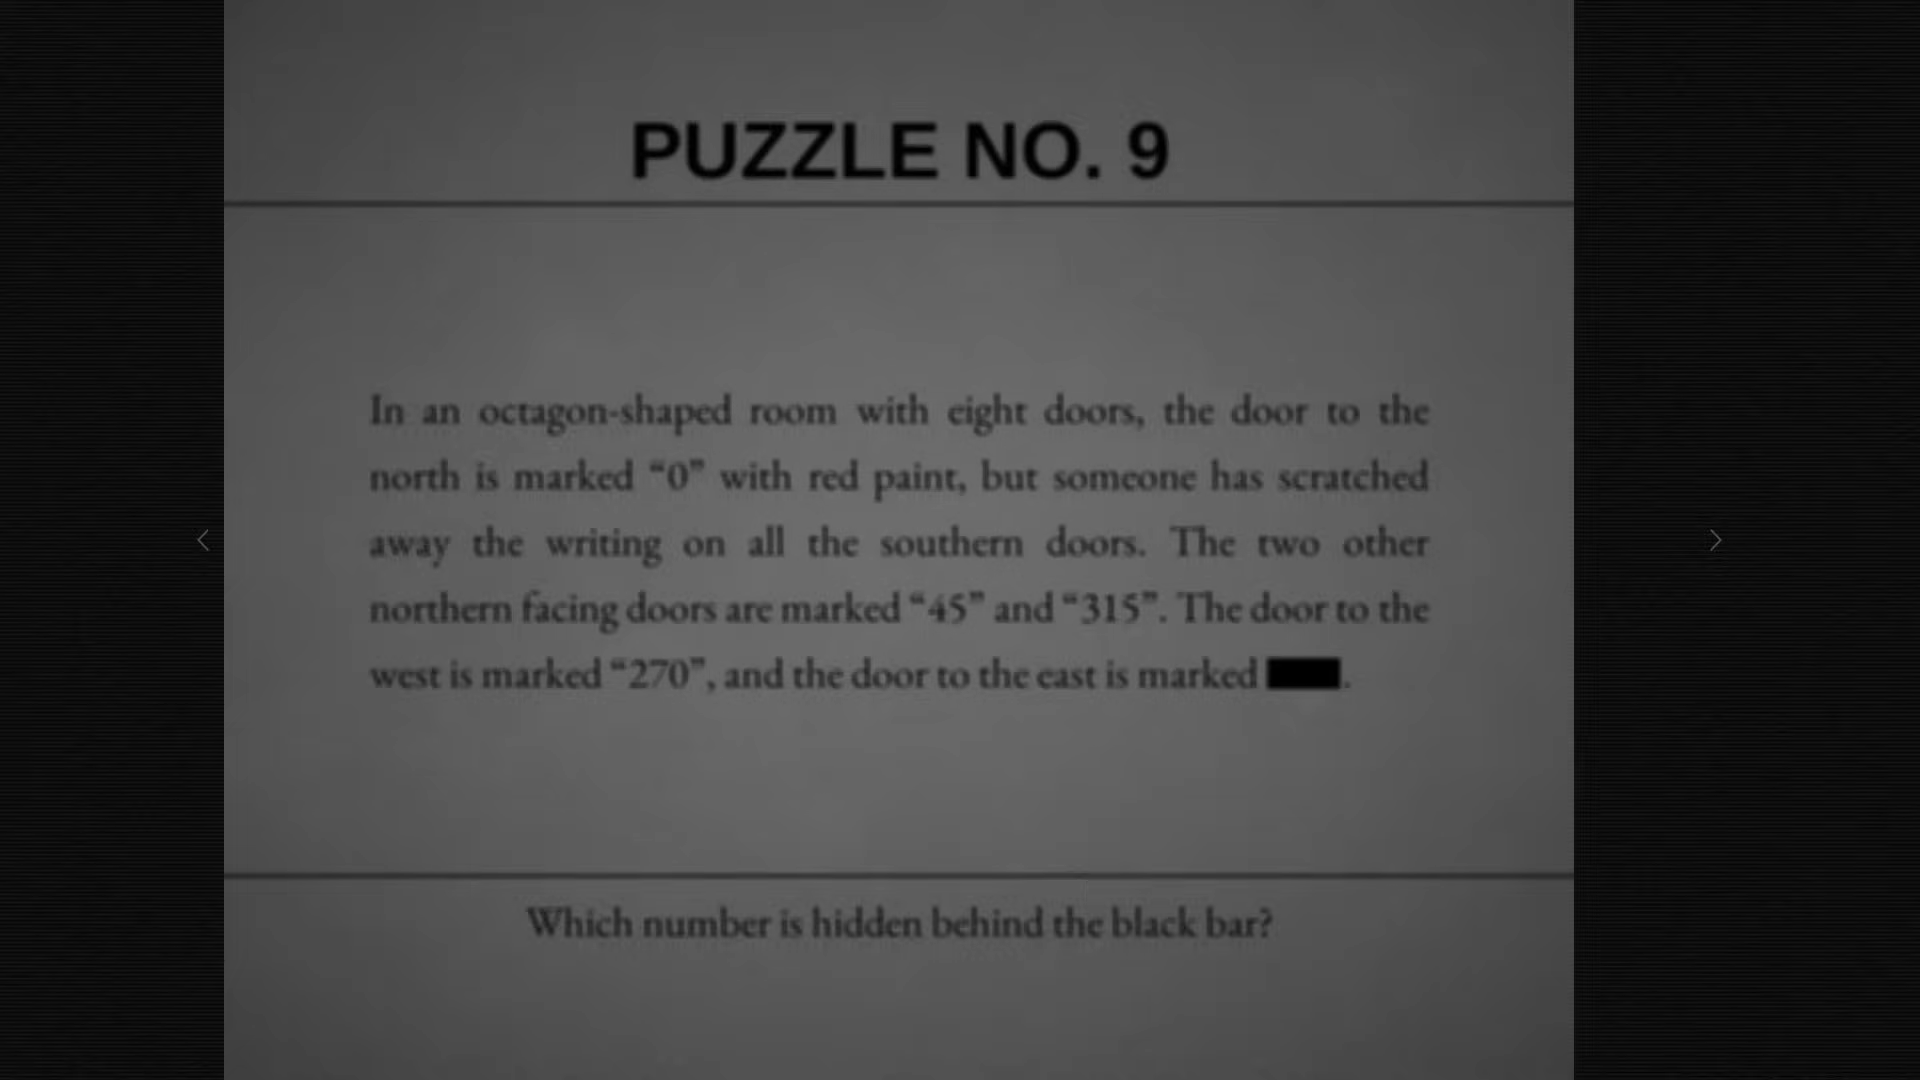 PUZZLE NO. 9
In an octagon-shaped room with eight doors, the door to the
north is marked “0” with red paint, but someone has scratched
away the writing on all the southern doors. The two other
northern facing doors are marked “45” and “315”. The door to the
west is marked “270”, and the door to the east is marked .
Which number is hidden behind the black bar?